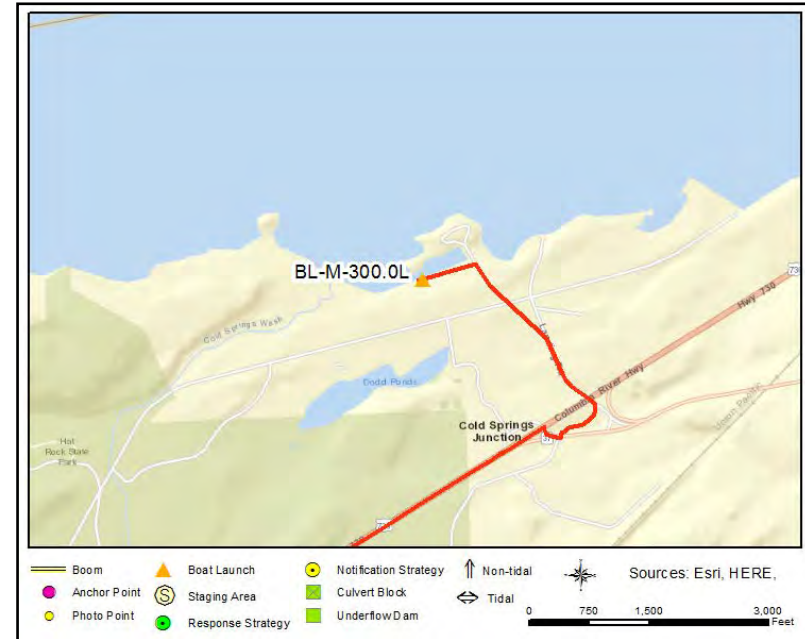 BL-M-300.0L
730
Hwy 730
Cold Springs Wash
Dodd Ponds
Columbia River Hwy
Union Pacific
Cold Springs
Junction
Hat
Rock State
Park
Boom
Boat Launch
Notification Strategy
Non-tidal
Sources: Esri, HERE,
Anchor Point
Staging Area
S
Culvert Block
Tidal
Photo Point
Response Strategy
Underflow Dam
0 750 1,500 3,000
Feet